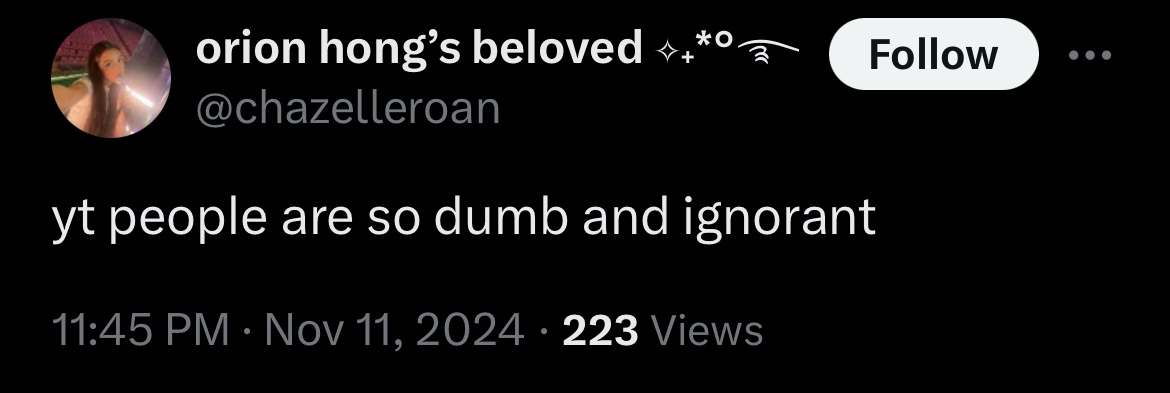 orion hong’s beloved ✧₊*°
Follow
@chazelleroan
yt people are so dumb and ignorant
11:45 PM · Nov 11, 2024 · 223 Views